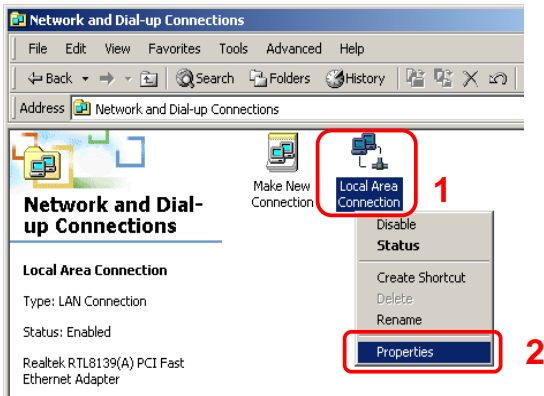 Network and Dial-up Connections
File Edit View Favorites Tools Advanced Help
Back Search Folders History
Address Network and Dial-up Connections
Make New
Connection
Local Area
Connection
1
Network and Dial-
up Connections
Disable
Status
Create Shortcut
Delete
Rename
Properties
2
Local Area Connection
Type: LAN Connection
Status: Enabled
Realtek RTL8139(A) PCI Fast
Ethernet Adapter